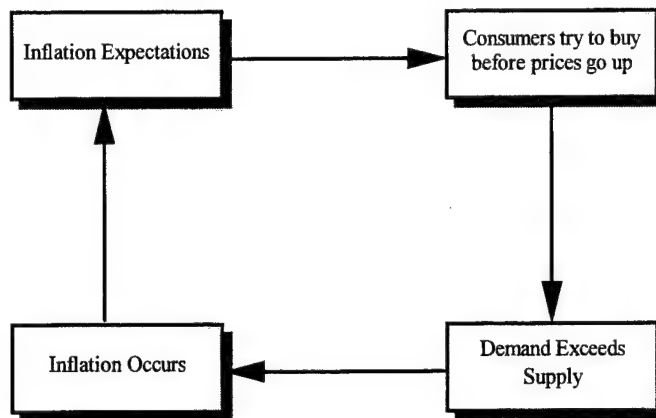 Inflation Expectations
Consumers try to buy
before prices go up
Inflation Occurs
Demand Exceeds
Supply